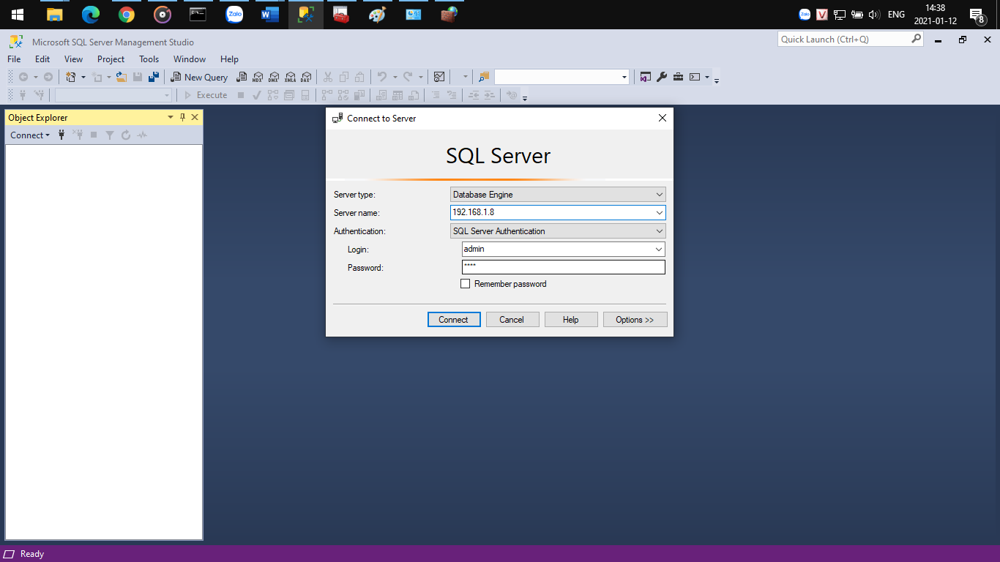 Zalo
Zalo
V
ENG
14:38
2021-01-12
8
Microsoft SQL Server Management Studio
Quick Launch (Ctrl+Q)
File Edit View Project Tools Window Help
New Query
MDX DMX XMLA DAX
Execute
Object Explorer
Connect
Connect to Server
SQL Server
Server type: Database Engine
Server name: 192.168.1.8
Authentication: SQL Server Authentication
Login: admin
Password: ****
Remember password
Connect Cancel Help Options >>
Ready